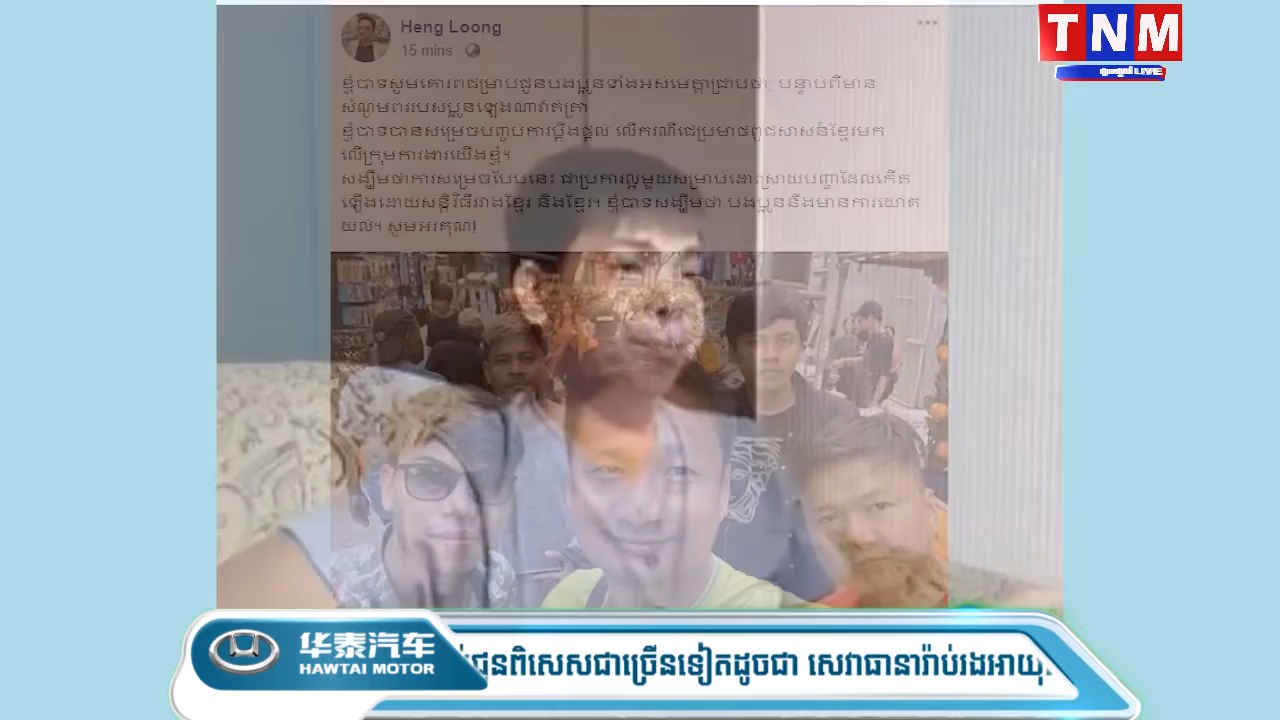 TNM
LIVE
Heng Loong
15 mins
ខ្ញុំបាទសូមគោរពជម្រាបជូនបងប្អូនទាំងអស់មេត្តាជ្រាបថា, បន្ទាប់ពីមាន
សំណូមពររបស់ប្អូនឡេងណាវ៉ាតត្រា
ខ្ញុំបាទបានសម្រេចបញ្ចប់ការប្ដឹងផ្ដល់ លើករណីជេរប្រមាថពូជសាសន៍ខ្មែរមក
លើក្រុមការងារយើងខ្ញុំ។
សង្ឃឹមថាការសម្រេចបែបនេះ ជាប្រការល្អមួយសម្រាប់ដោះស្រាយបញ្ហាដែលកើត
ឡើងដោយសន្តិវិធីរវាងខ្មែរ និងខ្មែរ។ ខ្ញុំបាទសង្ឃឹមថា បងប្អូននឹងមានការយោគ
យល់។ សូមអរគុណ!
华泰汽车
HAWTAI MOTOR
ជូនពិសេសជាច្រើនទៀតដូចជា សេវាធានារ៉ាប់រងអាយុ